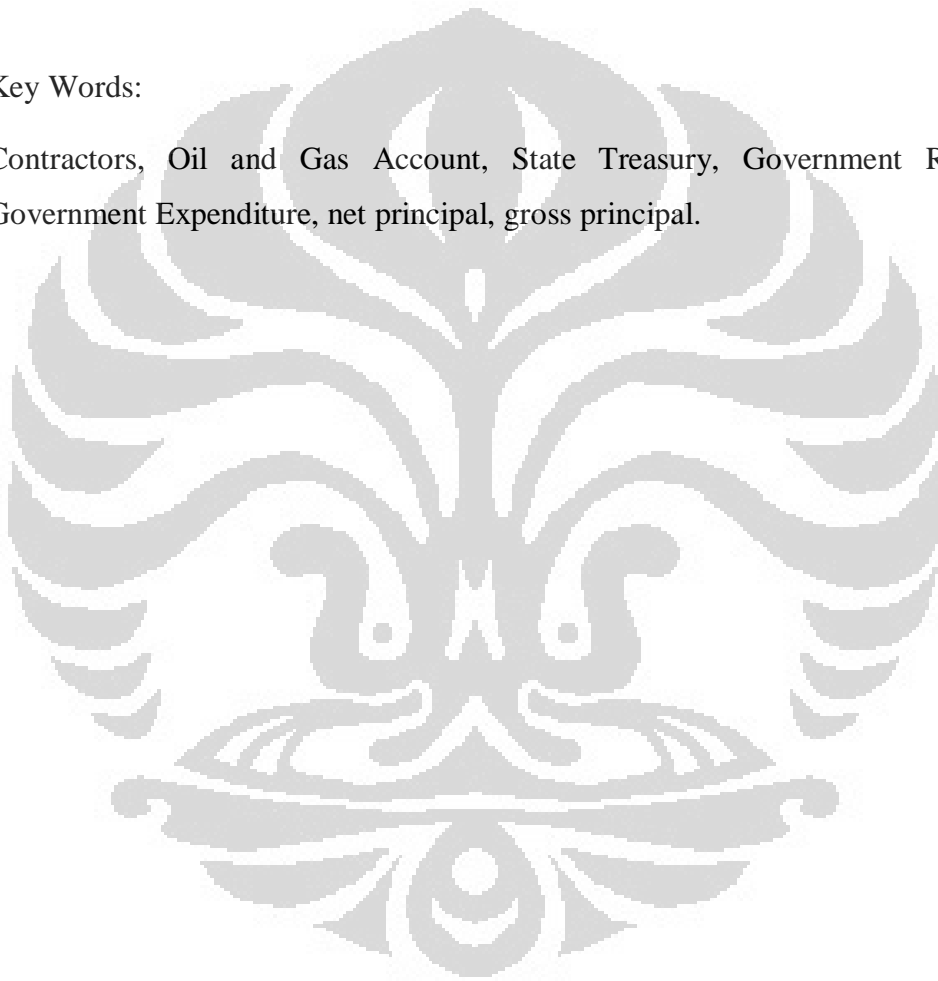 Key Words:
Contractors, Oil and Gas Account, State Treasury, Government
Government Expenditure, net principal, gross principal.